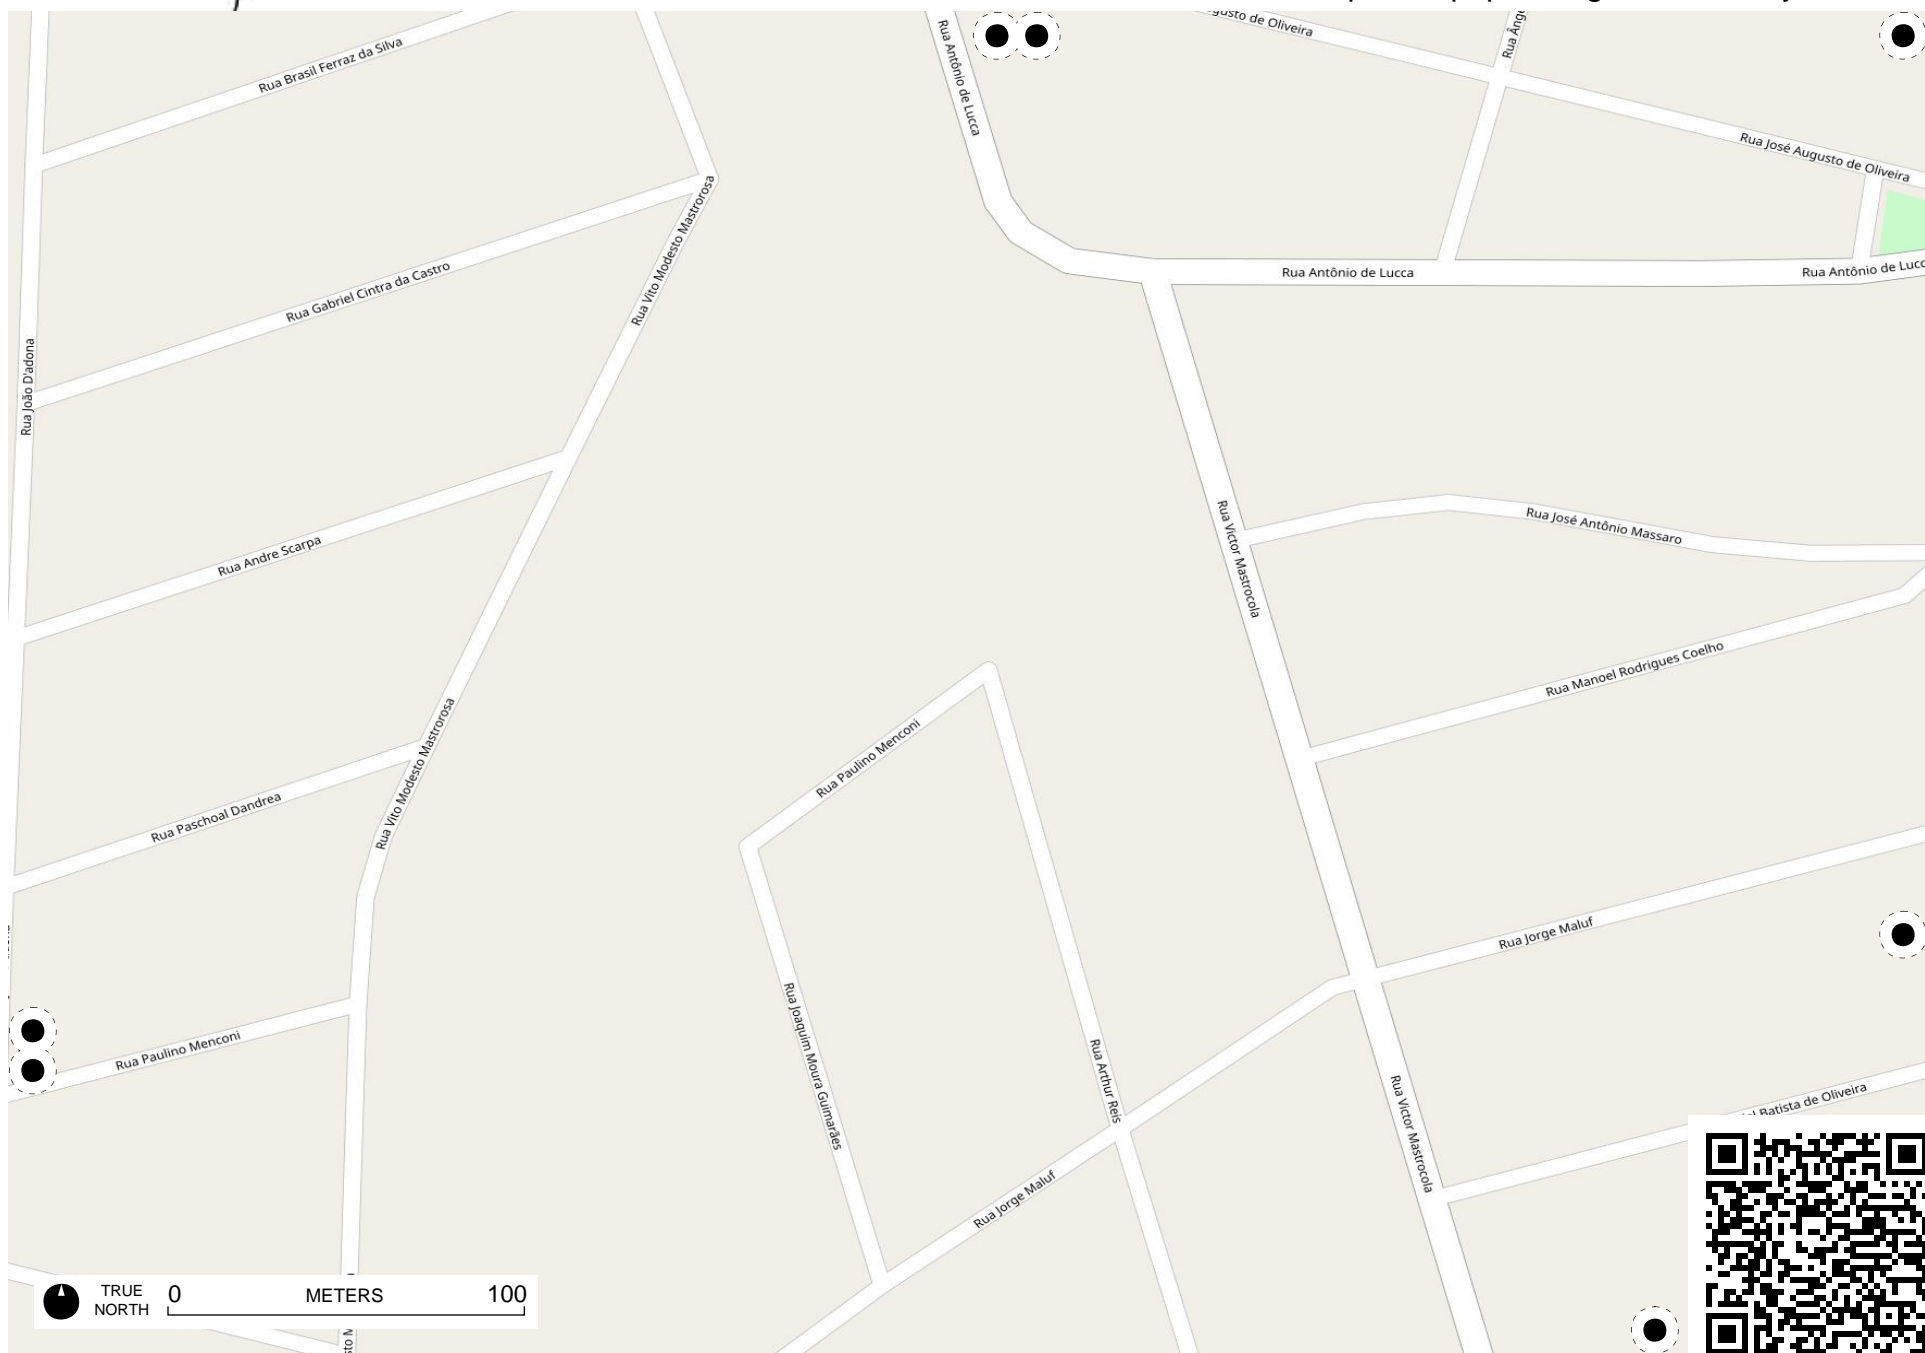 Rua Antônio de Lucca
gusto de Oliveira
Rua Ânge
Rua Brasil Ferraz da Silva
Rua José Augusto de Oliveira
Rua Vito Modesto Mastrorosa
Rua Gabriel Cintra da Castro
Rua Antônio de Lucca
Rua Antônio de Lucc
Rua João D'adona
Rua Andre Scarpa
Rua Victor Mastrocola
Rua José Antônio Massaro
Rua Manoel Rodrigues Coelho
Rua Paulino Menconi
Rua Vito Modesto Mastrorosa
Rua Paschoal Dandrea
Rua Jorge Maluf
Rua Joaquim Moura Guimarães
Rua Paulino Menconi
Rua Arthur Reis
Rua Victor Mastrocola
Batista de Oliveira
Rua Jorge Maluf
TRUE
NORTH
0 METERS 100